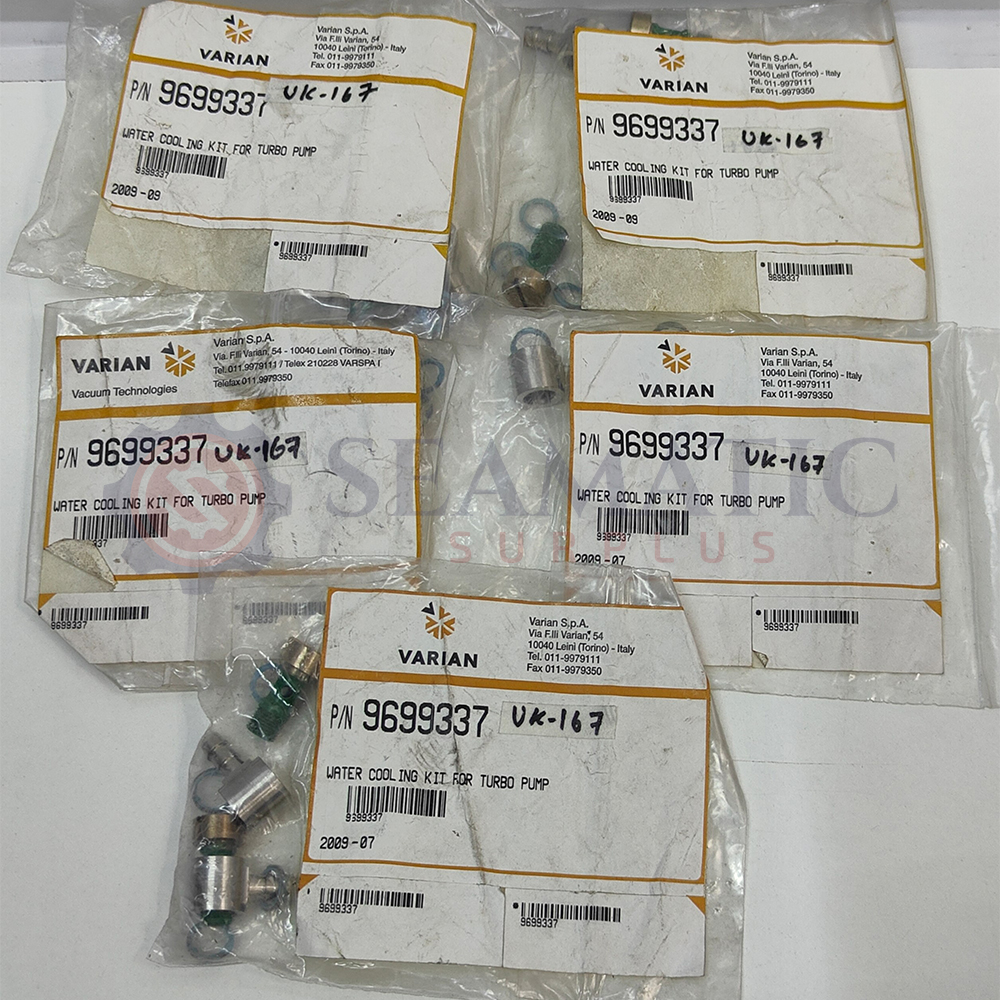 VARIAN
Varian S.p.A.
Via F.lli Varian, 54
10040 Leinì (Torino) - Italy
Tel. 011-9979111
Fax 011-9979350
P/N 9699337 UK-167
WATER COOLING KIT FOR TURBO PUMP
9699337
2009-09
9699337
VARIAN
Varian S.p.A.
Via F.lli Varian, 54
10040 Leinì (Torino) - Italy
Tel. 011-9979111
Fax 011-9979350
P/N 9699337 UK-167
WATER COOLING KIT FOR TURBO PUMP
9699337
2009-09
9699337
VARIAN
Vacuum Technologies
Varian S.p.A.
Via. F.lli Varian, 54 - 10040 Leinì (Torino) - Italy
Tel. 011.9979111 / Telex 210228 VARSPA I
Telefax 011.9979350
P/N 9699337 UK-167
WATER COOLING KIT FOR TURBO PUMP
337
9699337
9699337
VARIAN
Varian S.p.A.
Via F.lli Varian, 54
10040 Leinì (Torino) - Italy
Tel. 011-9979111
Fax 011-9979350
P/N 9699337 UK-167
WATER COOLING KIT FOR TURBO PUMP
9699337
2009-07
9699337
SEAMATIC
SURPLUS
VARIAN
Varian S.p.A.
Via F.lli Varian, 54
10040 Leinì (Torino) - Italy
Tel. 011-9979111
Fax 011-9979350
P/N 9699337 UK-167
WATER COOLING KIT FOR TURBO PUMP
9699337
2009-07
9699337
9699337